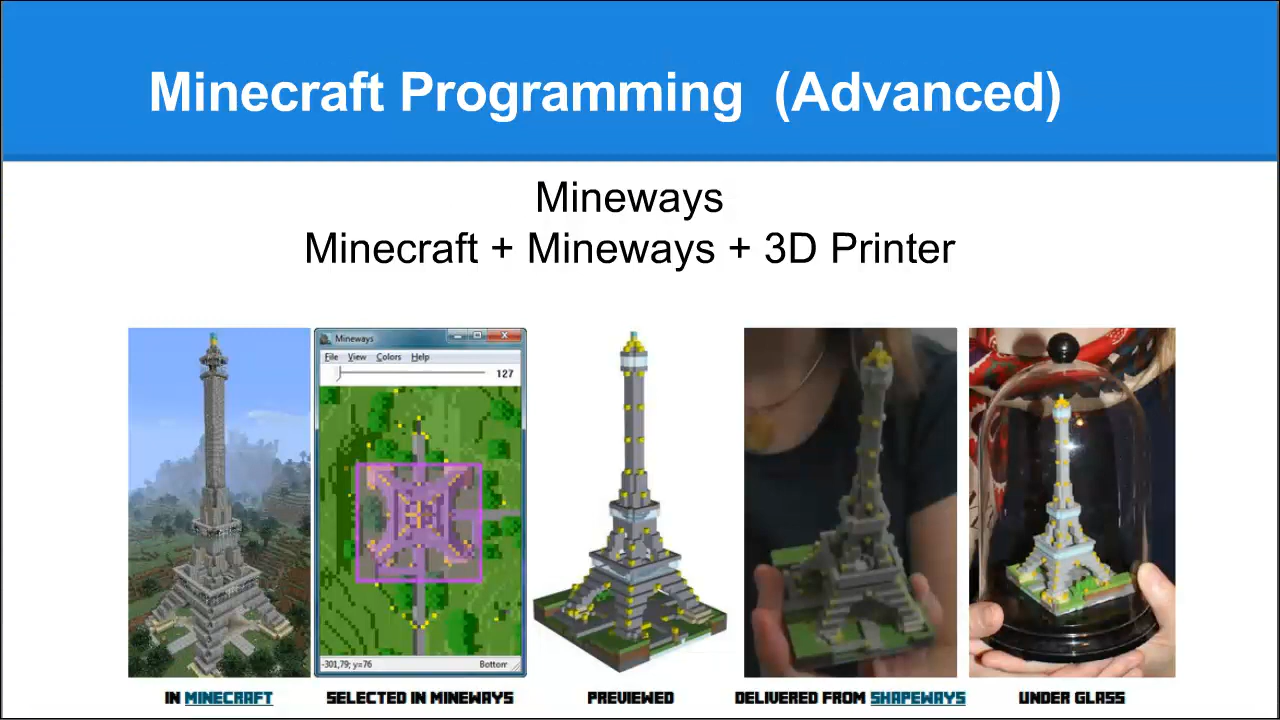 Minecraft Programming (Advanced)
Mineways
Minecraft + Mineways + 3D Printer
Mineways
File View Colors Help
127
-301,79; y=76 Bottom
IN MINECRAFT
SELECTED IN MINEWAYS
PREVIEWED
DELIVERED FROM SHAPEWAYS
UNDER GLASS